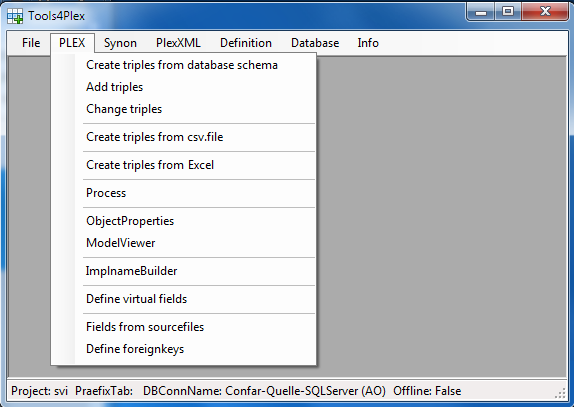 Tools4Plex
File PLEX Synon PlexXML Definition Database Info
Create triples from database schema
Add triples
Change triples
Create triples from csv.file
Create triples from Excel
Process
ObjectProperties
ModelViewer
ImplnameBuilder
Define virtual fields
Fields from sourcefiles
Define foreignkeys
Project: svi PraefixTab: DBConnName: Confar-Quelle-SQLServer (AO) Offline: False